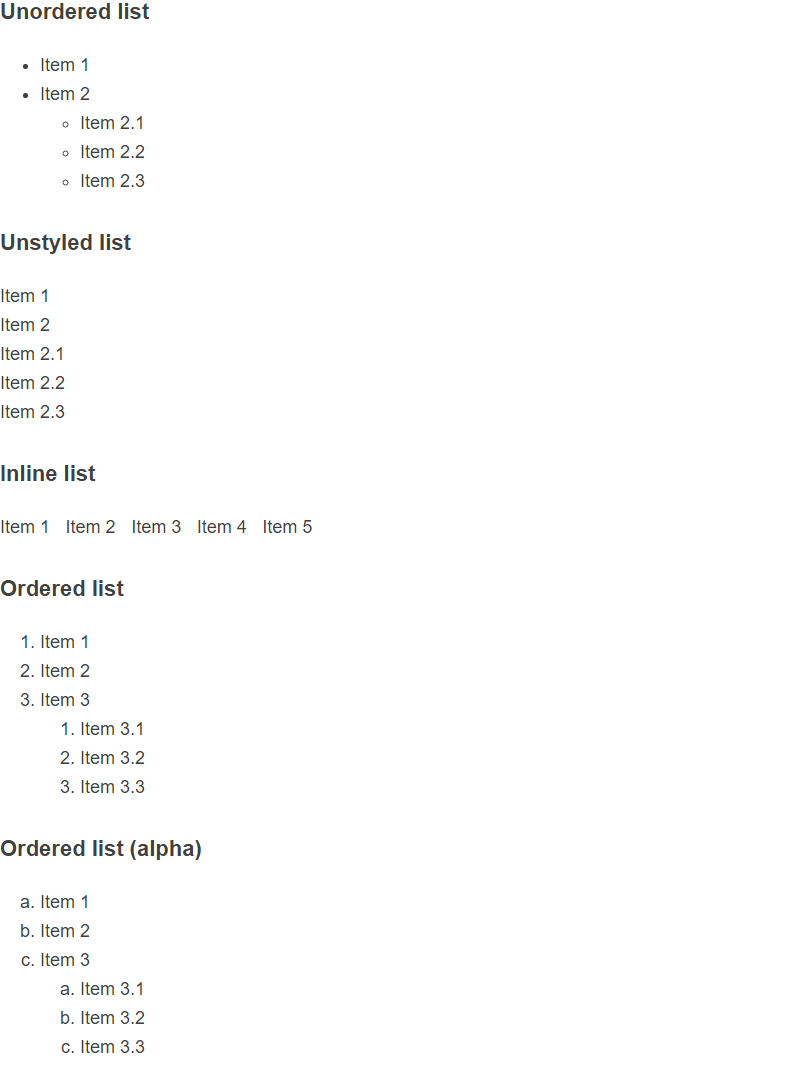 Unordered list
• Item 1
• Item 2
◦ Item 2.1
◦ Item 2.2
◦ Item 2.3
Unstyled list
Item 1
Item 2
Item 2.1
Item 2.2
Item 2.3
Inline list
Item 1 Item 2 Item 3 Item 4 Item 5
Ordered list
1. Item 1
2. Item 2
3. Item 3
1. Item 3.1
2. Item 3.2
3. Item 3.3
Ordered list (alpha)
a. Item 1
b. Item 2
c. Item 3
a. Item 3.1
b. Item 3.2
c. Item 3.3